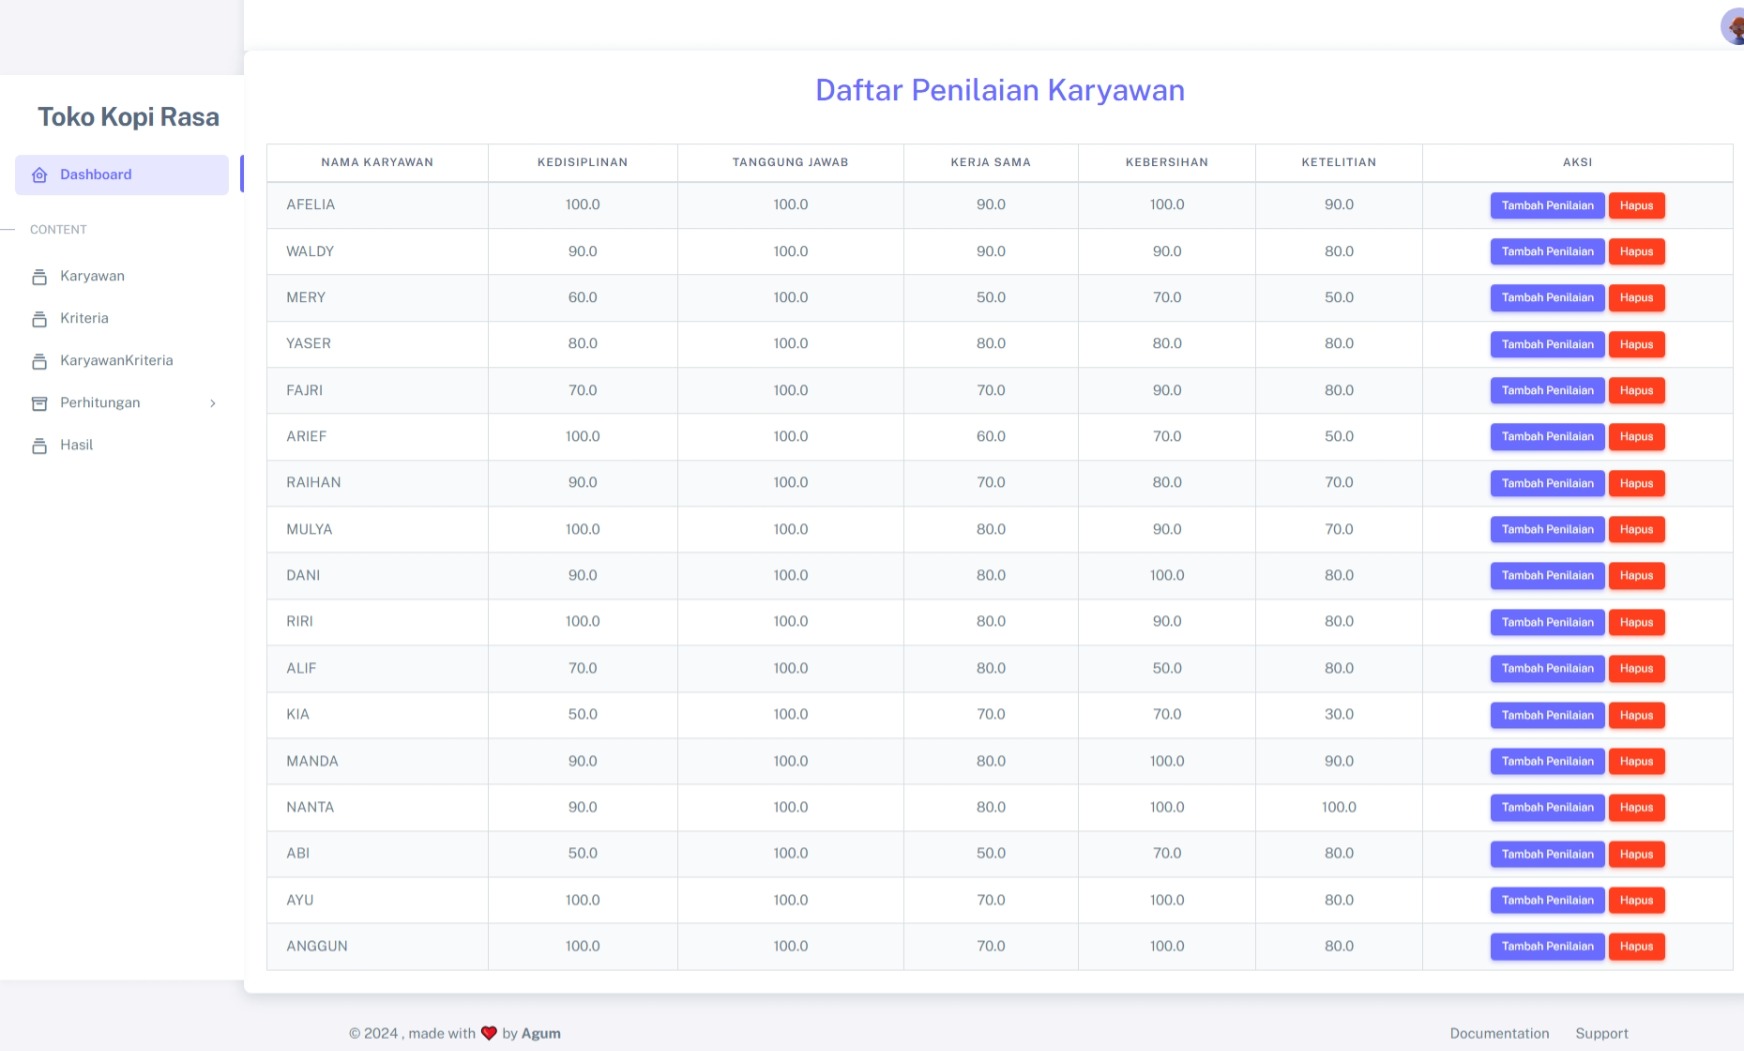 Toko Kopi Rasa
Dashboard
CONTENT
Karyawan
Kriteria
KaryawanKriteria
Perhitungan
Hasil
Daftar Penilaian Karyawan
NAMA KARYAWAN KEDISIPLINAN TANGGUNG JAWAB KERJA SAMA KEBERSIHAN KETELITIAN AKSI
AFELIA 100.0 100.0 90.0 100.0 90.0 Tambah Penilaian Hapus
WALDY 90.0 100.0 90.0 90.0 80.0 Tambah Penilaian Hapus
MERY 60.0 100.0 50.0 70.0 50.0 Tambah Penilaian Hapus
YASER 80.0 100.0 80.0 80.0 80.0 Tambah Penilaian Hapus
FAJRI 70.0 100.0 70.0 90.0 80.0 Tambah Penilaian Hapus
ARIEF 100.0 100.0 60.0 70.0 50.0 Tambah Penilaian Hapus
RAIHAN 90.0 100.0 70.0 80.0 70.0 Tambah Penilaian Hapus
MULYA 100.0 100.0 80.0 90.0 70.0 Tambah Penilaian Hapus
DANI 90.0 100.0 80.0 100.0 80.0 Tambah Penilaian Hapus
RIRI 100.0 100.0 80.0 90.0 80.0 Tambah Penilaian Hapus
ALIF 70.0 100.0 80.0 50.0 80.0 Tambah Penilaian Hapus
KIA 50.0 100.0 70.0 70.0 30.0 Tambah Penilaian Hapus
MANDA 90.0 100.0 80.0 100.0 90.0 Tambah Penilaian Hapus
NANTA 90.0 100.0 80.0 100.0 100.0 Tambah Penilaian Hapus
ABI 50.0 100.0 50.0 70.0 80.0 Tambah Penilaian Hapus
AYU 100.0 100.0 70.0 100.0 80.0 Tambah Penilaian Hapus
ANGGUN 100.0 100.0 70.0 100.0 80.0 Tambah Penilaian Hapus
© 2024 , made with ❤️ by Agum
Documentation Support